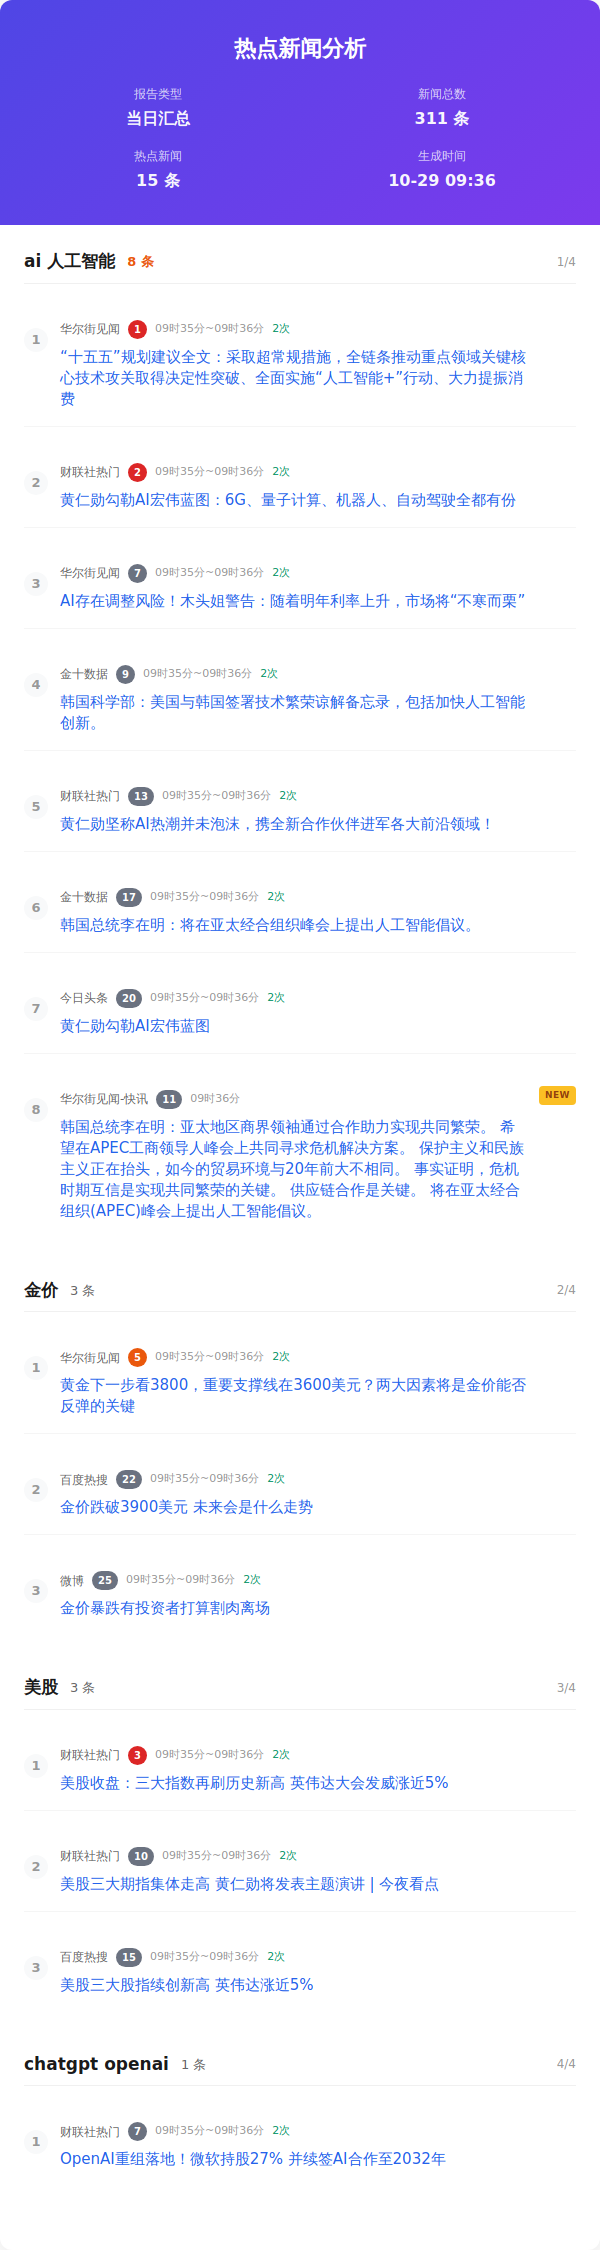 热点新闻分析
报告类型
新闻总数
当日汇总
311 条
热点新闻
生成时间
15 条
10-29 09:36
ai 人工智能 8 条 1/4
1 华尔街见闻 1 09时35分~09时36分 2次
“十五五”规划建议全文：采取超常规措施，全链条推动重点领域关键核
心技术攻关取得决定性突破、全面实施“人工智能+”行动、大力提振消
费
2 财联社热门 2 09时35分~09时36分 2次
黄仁勋勾勒AI宏伟蓝图：6G、量子计算、机器人、自动驾驶全都有份
3 华尔街见闻 7 09时35分~09时36分 2次
AI存在调整风险！木头姐警告：随着明年利率上升，市场将“不寒而栗”
4 金十数据 9 09时35分~09时36分 2次
韩国科学部：美国与韩国签署技术繁荣谅解备忘录，包括加快人工智能
创新。
5 财联社热门 13 09时35分~09时36分 2次
黄仁勋坚称AI热潮并未泡沫，携全新合作伙伴进军各大前沿领域！
6 金十数据 17 09时35分~09时36分 2次
韩国总统李在明：将在亚太经合组织峰会上提出人工智能倡议。
7 今日头条 20 09时35分~09时36分 2次
黄仁勋勾勒AI宏伟蓝图
8 华尔街见闻-快讯 11 09时36分 NEW
韩国总统李在明：亚太地区商界领袖通过合作助力实现共同繁荣。 希
望在APEC工商领导人峰会上共同寻求危机解决方案。 保护主义和民族
主义正在抬头，如今的贸易环境与20年前大不相同。 事实证明，危机
时期互信是实现共同繁荣的关键。 供应链合作是关键。 将在亚太经合
组织(APEC)峰会上提出人工智能倡议。
金价 3 条 2/4
1 华尔街见闻 5 09时35分~09时36分 2次
黄金下一步看3800，重要支撑线在3600美元？两大因素将是金价能否
反弹的关键
2 百度热搜 22 09时35分~09时36分 2次
金价跌破3900美元 未来会是什么走势
3 微博 25 09时35分~09时36分 2次
金价暴跌有投资者打算割肉离场
美股 3 条 3/4
1 财联社热门 3 09时35分~09时36分 2次
美股收盘：三大指数再刷历史新高 英伟达大会发威涨近5%
2 财联社热门 10 09时35分~09时36分 2次
美股三大期指集体走高 黄仁勋将发表主题演讲 | 今夜看点
3 百度热搜 15 09时35分~09时36分 2次
美股三大股指续创新高 英伟达涨近5%
chatgpt openai 1 条 4/4
1 财联社热门 7 09时35分~09时36分 2次
OpenAI重组落地！微软持股27% 并续签AI合作至2032年